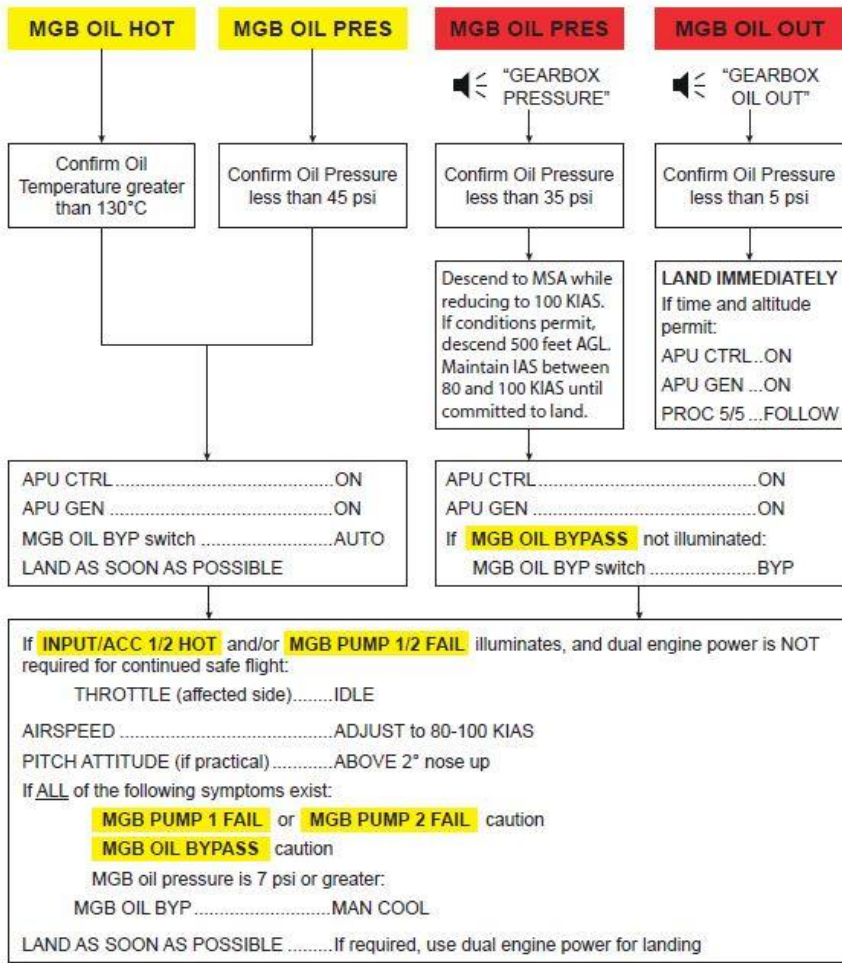 MGB OIL HOT
MGB OIL PRES
MGB OIL PRES
MGB OIL OUT
“GEARBOX
PRESSURE”
“GEARBOX
OIL OUT”
Confirm Oil
Temperature greater
than 130°C
Confirm Oil Pressure
less than 45 psi
Confirm Oil Pressure
less than 35 psi
Confirm Oil Pressure
less than 5 psi
Descend to MSA while
reducing to 100 KIAS.
If conditions permit,
descend 500 feet AGL.
Maintain IAS between
80 and 100 KIAS until
committed to land.
LAND IMMEDIATELY
If time and altitude
permit:
APU CTRL..ON
APU GEN ...ON
PROC 5/5 ...FOLLOW
APU CTRL....................................ON
APU GEN .....................................ON
MGB OIL BYP switch .....................AUTO
LAND AS SOON AS POSSIBLE
APU CTRL....................................ON
APU GEN .....................................ON
If MGB OIL BYPASS not illuminated:
MGB OIL BYP switch .................BYP
If INPUT/ACC 1/2 HOT and/or MGB PUMP 1/2 FAIL illuminates, and dual engine power is NOT
required for continued safe flight:
THROTTLE (affected side).......IDLE
AIRSPEED ...................................ADJUST to 80-100 KIAS
PITCH ATTITUDE (if practical) ..........ABOVE 2° nose up
If ALL of the following symptoms exist:
MGB PUMP 1 FAIL or MGB PUMP 2 FAIL caution
MGB OIL BYPASS caution
MGB oil pressure is 7 psi or greater:
MGB OIL BYP............................MAN COOL
LAND AS SOON AS POSSIBLE .........If required, use dual engine power for landing